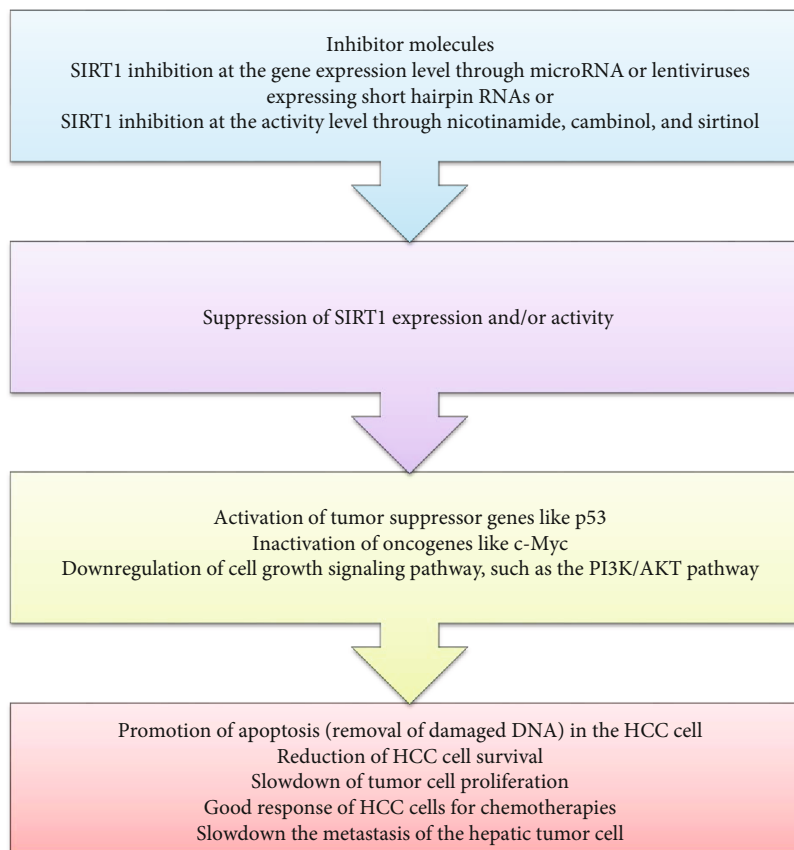 Inhibitor molecules
SIRT1 inhibition at the gene expression level through microRNA or lentiviruses
expressing short hairpin RNAs or
SIRT1 inhibition at the activity level through nicotinamide, cambinol, and sirtinol
Suppression of SIRT1 expression and/or activity
Activation of tumor suppressor genes like p53
Inactivation of oncogenes like c-Myc
Downregulation of cell growth signaling pathway, such as the PI3K/AKT pathway
Promotion of apoptosis (removal of damaged DNA) in the HCC cell
Reduction of HCC cell survival
Slowdown of tumor cell proliferation
Good response of HCC cells for chemotherapies
Slowdown the metastasis of the hepatic tumor cell